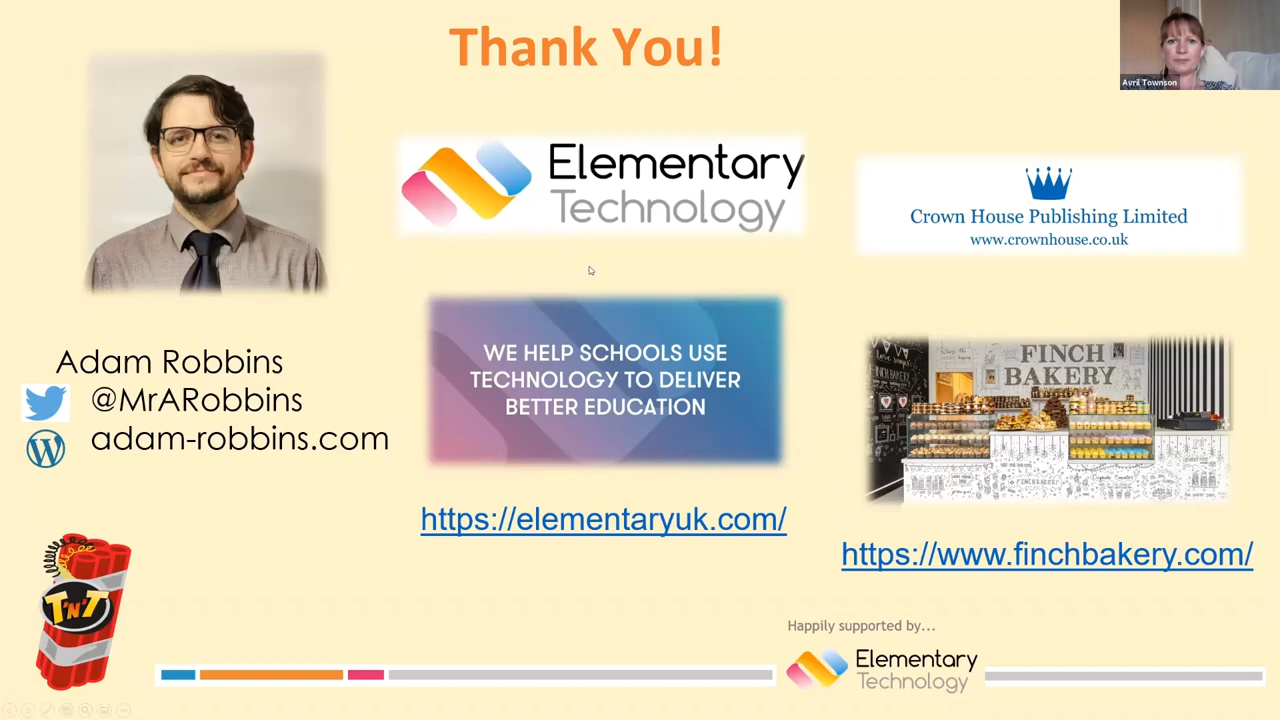 Thank You!
Avril Townson
Elementary
Technology
Crown House Publishing Limited
www.crownhouse.co.uk
WE HELP SCHOOLS USE
TECHNOLOGY TO DELIVER
BETTER EDUCATION
FINCH
BAKERY
Adam Robbins
@MrARobbins
adam-robbins.com
https://elementaryuk.com/
https://www.finchbakery.com/
T'N'T
Happily supported by...
Elementary
Technology